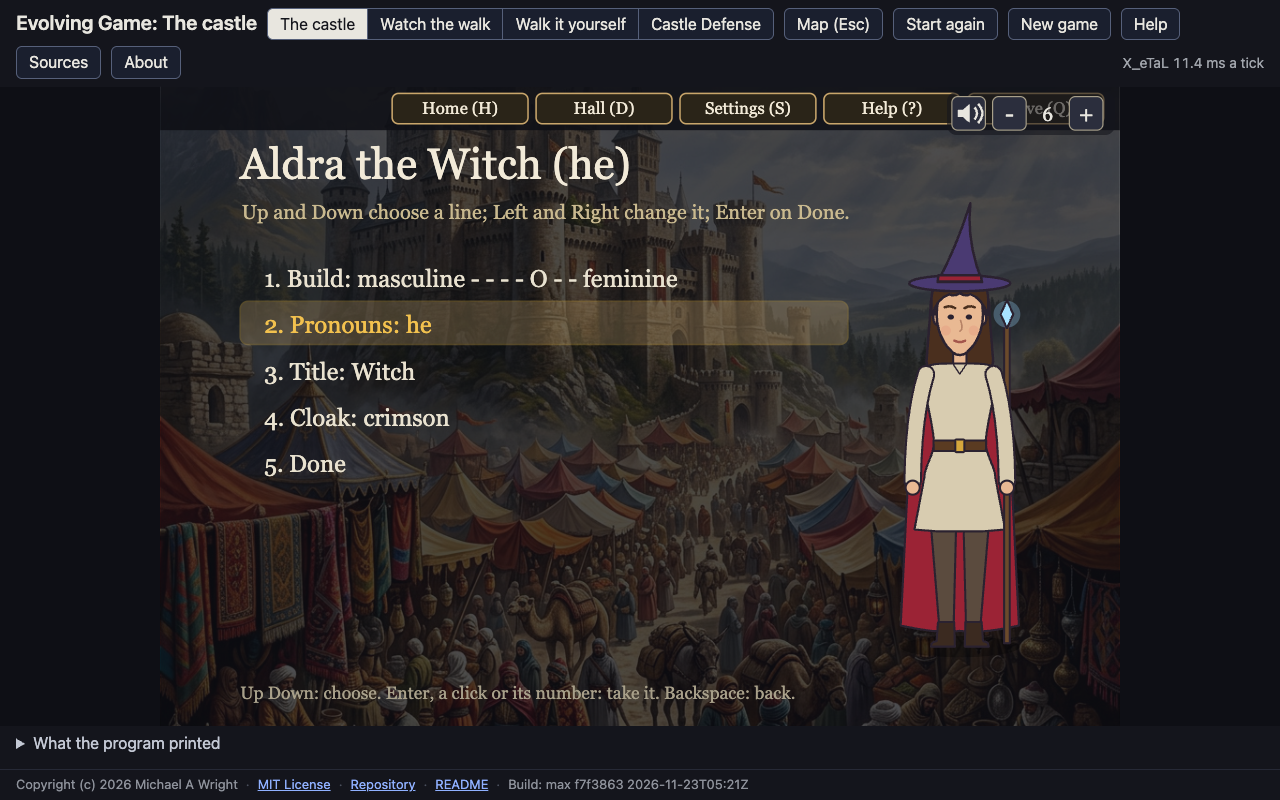 Evolving Game: The castle
The castle
Watch the walk
Walk it yourself
Castle Defense
Map (Esc)
Start again
New game
Help
Sources
About
X_eTaL 11.4 ms a tick
Home (H)
Hall (D)
Settings (S)
Help (?)
ve (Q)
-
6
+
Aldra the Witch (he)
Up and Down choose a line; Left and Right change it; Enter on Done.
1. Build: masculine - - - - O - - feminine
2. Pronouns: he
3. Title: Witch
4. Cloak: crimson
5. Done
Up Down: choose. Enter, a click or its number: take it. Backspace: back.
What the program printed
Copyright (c) 2026 Michael A Wright · MIT License · Repository · README · Build: max f7f3863 2026-11-23T05:21Z